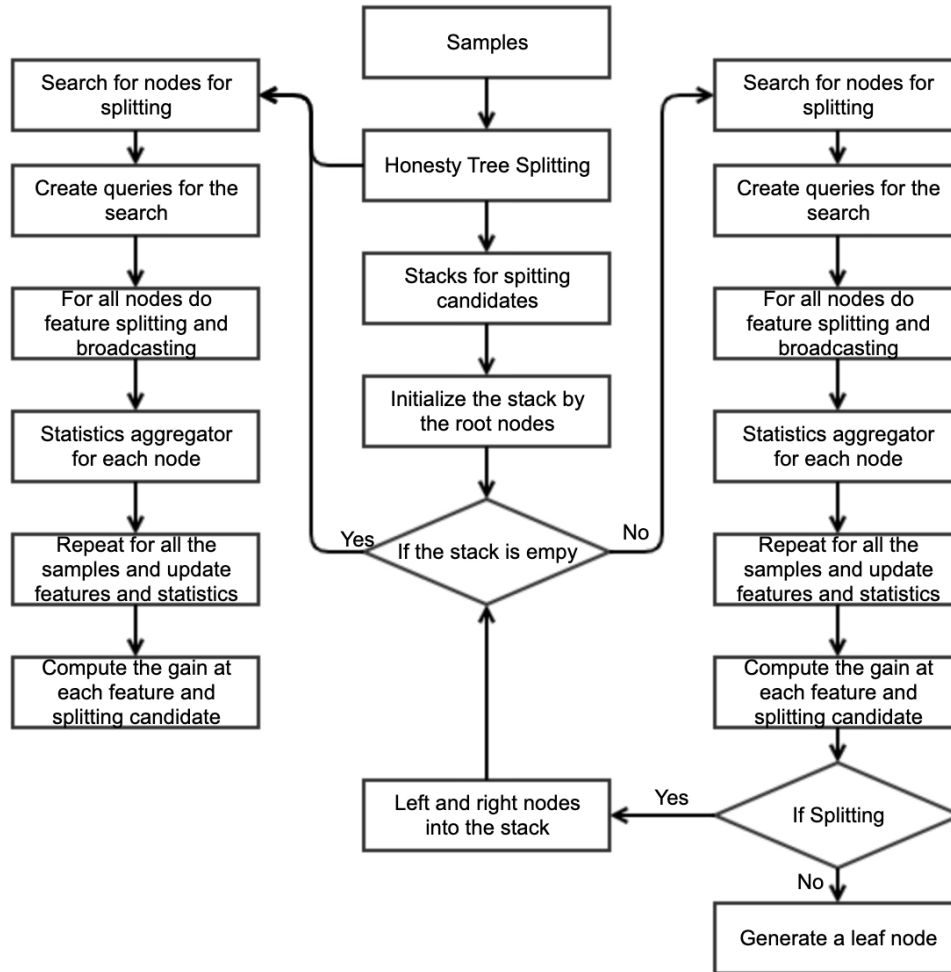 Samples
Honesty Tree Splitting
Stacks for spitting
candidates
Initialize the stack by
the root nodes
If the stack is empy
Yes
No
Search for nodes for
splitting
Create queries for the
search
For all nodes do
feature splitting and
broadcasting
Statistics aggregator
for each node
Repeat for all the
samples and update
features and statistics
Compute the gain at
each feature and
splitting candidate
Search for nodes for
splitting
Create queries for the
search
For all nodes do
feature splitting and
broadcasting
Statistics aggregator
for each node
Repeat for all the
samples and update
features and statistics
Compute the gain at
each feature and
splitting candidate
If Splitting
Yes
Left and right nodes
into the stack
No
Generate a leaf node